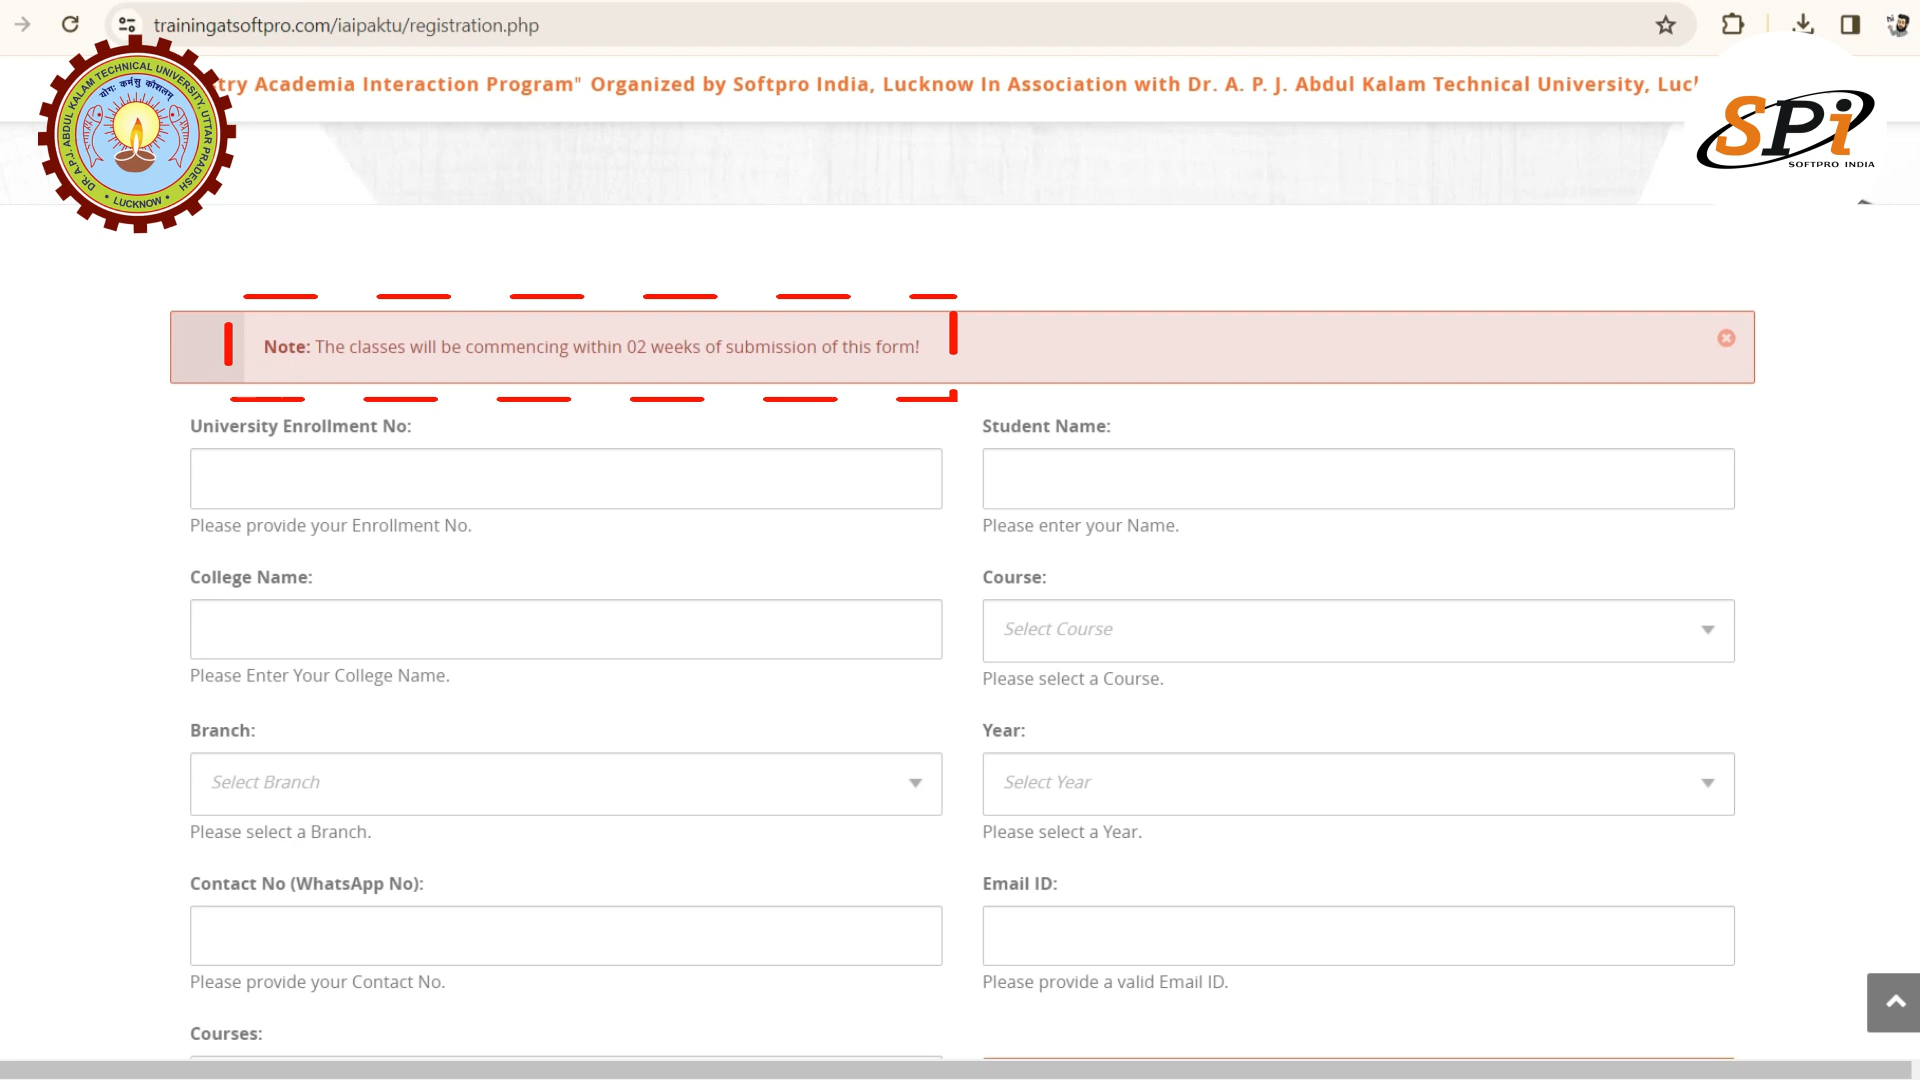 trainingatsoftpro.com/iaipaktu/registration.php
try Academia Interaction Program" Organized by Softpro India, Lucknow In Association with Dr. A. P. J. Abdul Kalam Technical University, Luc
DR. A.P.J. ABDUL KALAM TECHNICAL UNIVERSITY, UTTAR PRADESH
योगः कर्मसु कौशलम्
• LUCKNOW •
SPi
SOFTPRO INDIA
Note: The classes will be commencing within 02 weeks of submission of this form!
University Enrollment No:
Student Name:
Please provide your Enrollment No.
Please enter your Name.
College Name:
Course:
Select Course
Please Enter Your College Name.
Please select a Course.
Branch:
Year:
Select Branch
Select Year
Please select a Branch.
Please select a Year.
Contact No (WhatsApp No):
Email ID:
Please provide your Contact No.
Please provide a valid Email ID.
Courses: